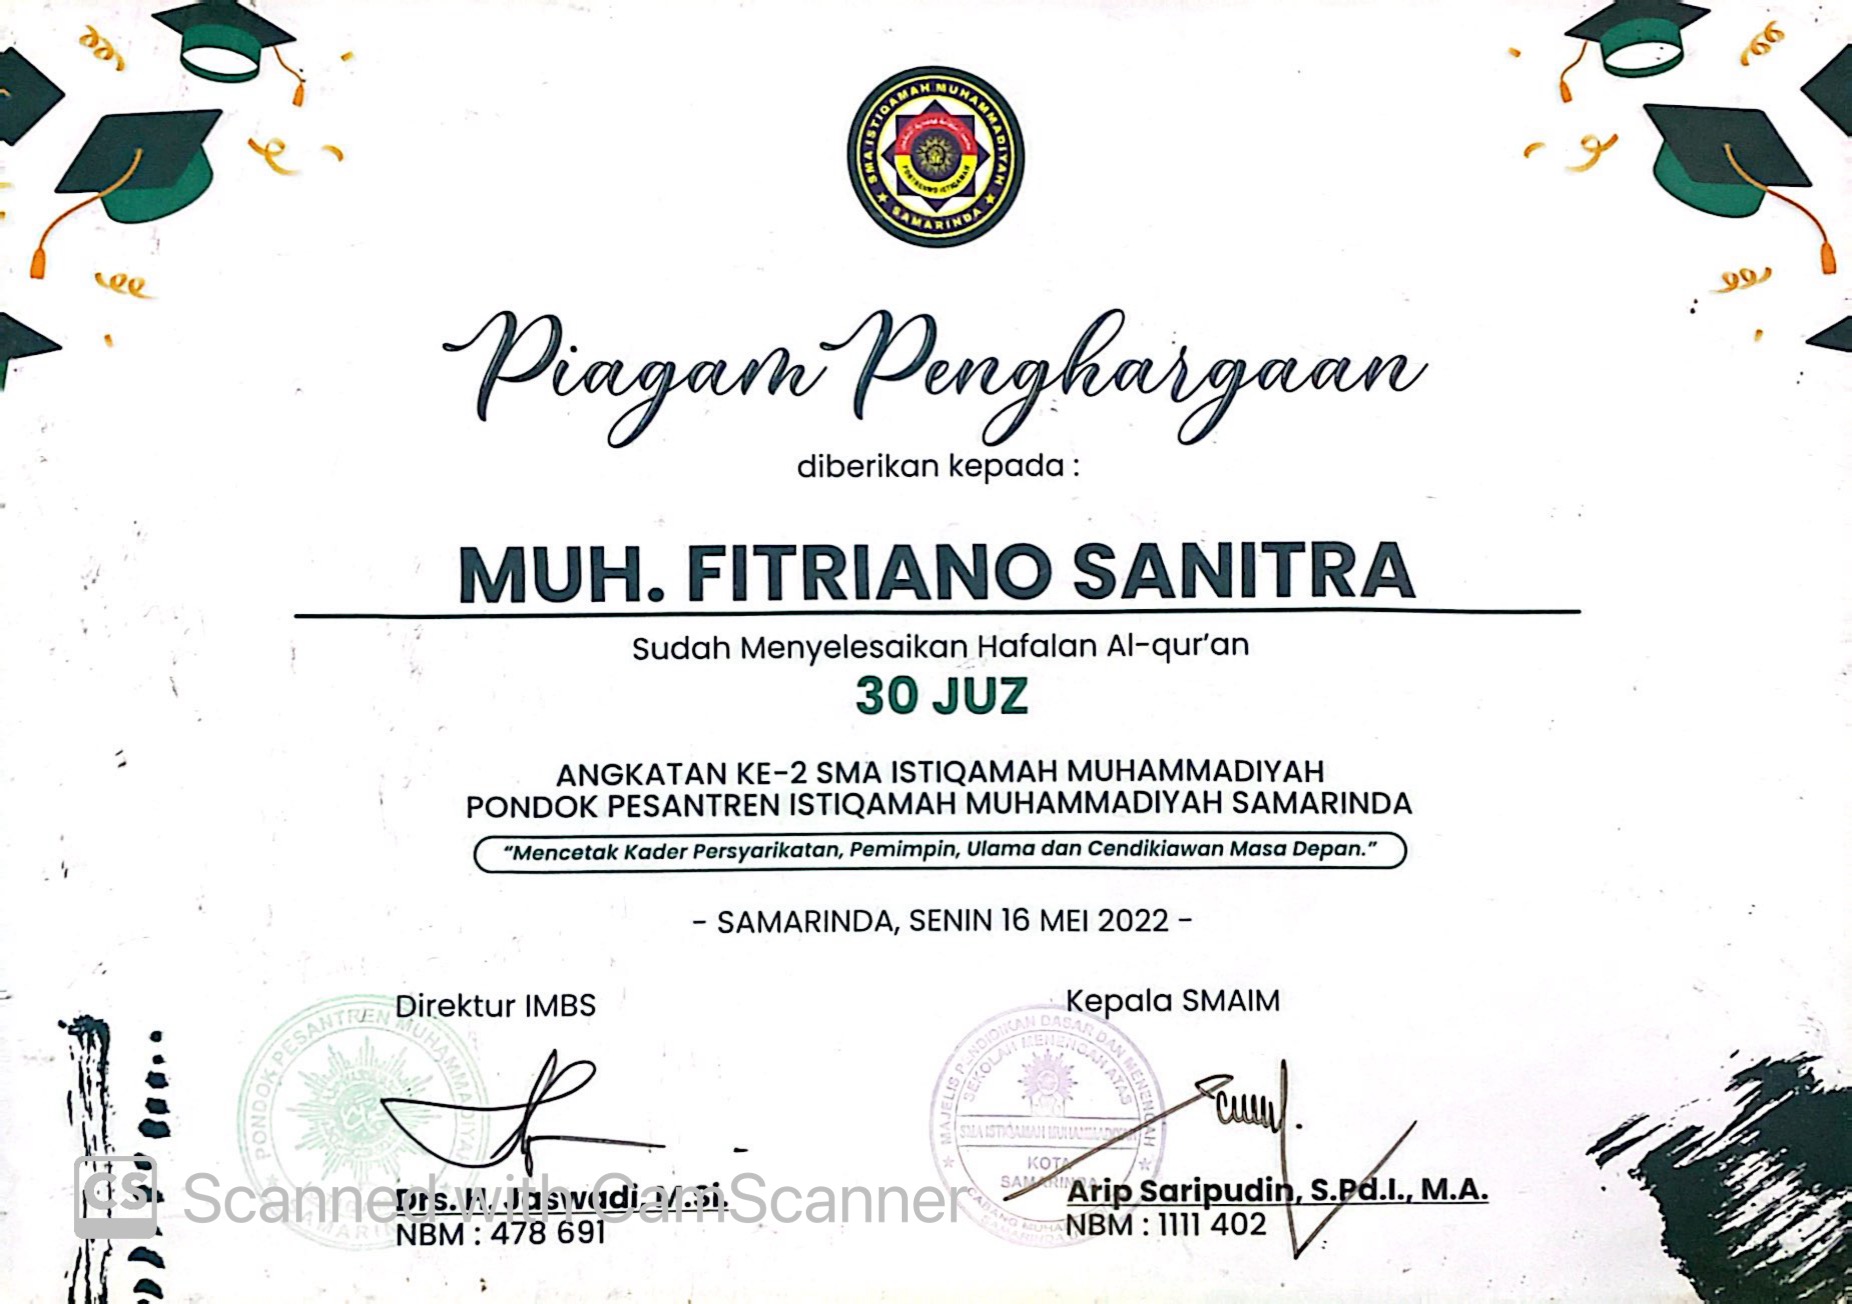 SMA ISTIQAMAH MUHAMMADIYAH
PONTRENMU ISTIQAMAH
★ SAMARINDA ★
Piagam Penghargaan
diberikan kepada :
MUH. FITRIANO SANITRA
Sudah Menyelesaikan Hafalan Al-qur’an
30 JUZ
ANGKATAN KE-2 SMA ISTIQAMAH MUHAMMADIYAH
PONDOK PESANTREN ISTIQAMAH MUHAMMADIYAH SAMARINDA
“Mencetak Kader Persyarikatan, Pemimpin, Ulama dan Cendikiawan Masa Depan.”
- SAMARINDA, SENIN 16 MEI 2022 -
Direktur IMBS
PONDOK PESANTREN MUHAMMADIYAH
Drs. H. Jaswadi, M.Si.
NBM : 478 691
Kepala SMAIM
MAJELIS PENDIDIKAN DASAR DAN MENENGAH
SEKOLAH MENENGAH ATAS
SMA ISTIQAMAH MUHAMMADIYAH
KOTA
SAMARINDA
Arip Saripudin, S.Pd.I., M.A.
NBM : 1111 402
CS Scanned with CamScanner